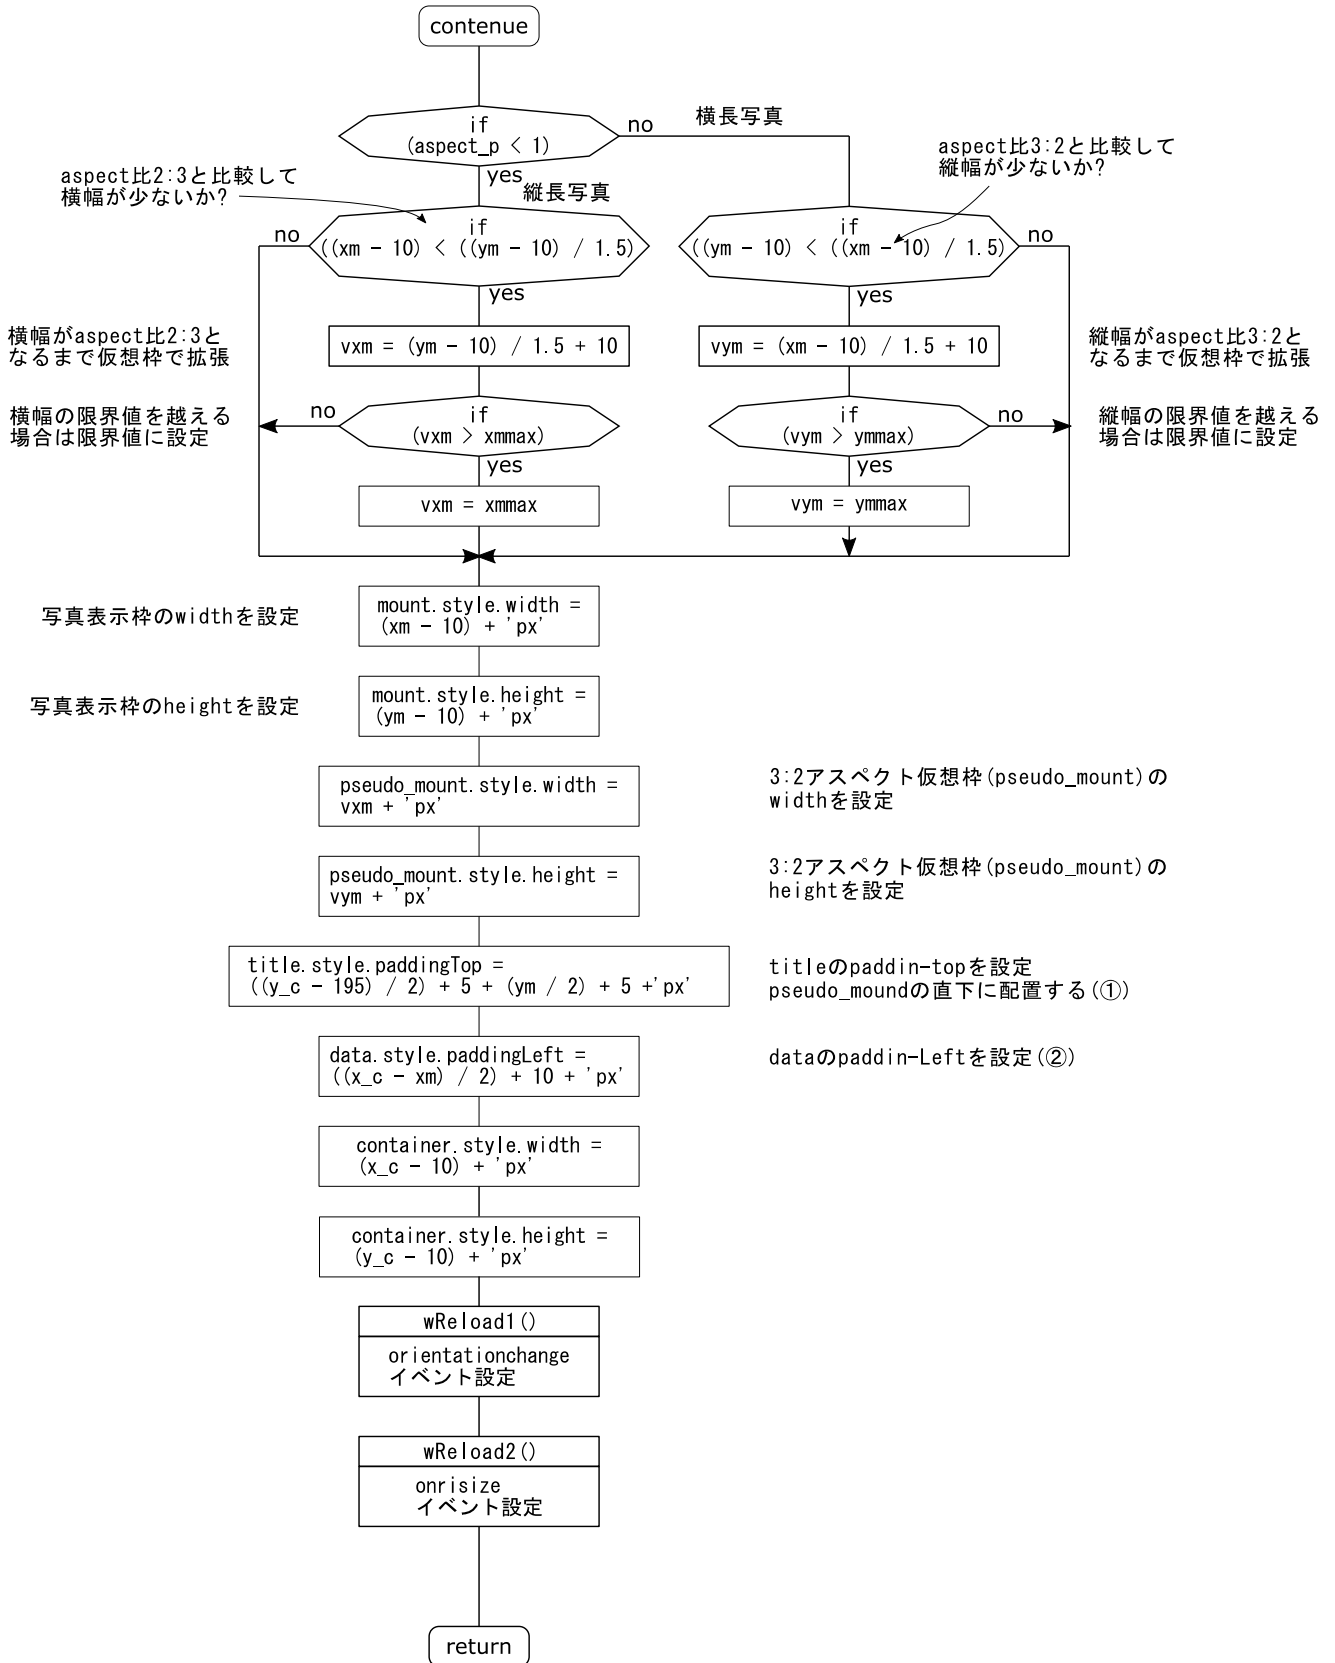 contenue
if
(aspect_p < 1)
no
横長写真
yes
縦長写真
aspect比2:3と比較して
横幅が少ないか?
aspect比3:2と比較して
縦幅が少ないか?
if
((xm - 10) < ((ym - 10) / 1.5)
no
yes
if
((ym - 10) < ((xm - 10) / 1.5)
no
yes
横幅がaspect比2:3と
なるまで仮想枠で拡張
vxm = (ym - 10) / 1.5 + 10
vym = (xm - 10) / 1.5 + 10
縦幅がaspect比3:2と
なるまで仮想枠で拡張
横幅の限界値を越える
場合は限界値に設定
no
if
(vxm > xmmax)
yes
if
(vym > ymmax)
no
yes
縦幅の限界値を越える
場合は限界値に設定
vxm = xmmax
vym = ymmax
写真表示枠のwidthを設定
mount.style.width =
(xm - 10) + 'px'
写真表示枠のheightを設定
mount.style.height =
(ym - 10) + 'px'
pseudo_mount.style.width =
vxm + 'px'
3:2アスペクト仮想枠(pseudo_mount)の
widthを設定
pseudo_mount.style.height =
vym + 'px'
3:2アスペクト仮想枠(pseudo_mount)の
heightを設定
title.style.paddingTop =
((y_c - 195) / 2) + 5 + (ym / 2) + 5 +'px'
titleのpaddin-topを設定
pseudo_moundの直下に配置する(①)
data.style.paddingLeft =
((x_c - xm) / 2) + 10 + 'px'
dataのpaddin-Leftを設定(②)
container.style.width =
(x_c - 10) + 'px'
container.style.height =
(y_c - 10) + 'px'
wReload1()
orientationchange
イベント設定
wReload2()
onrisize
イベント設定
return